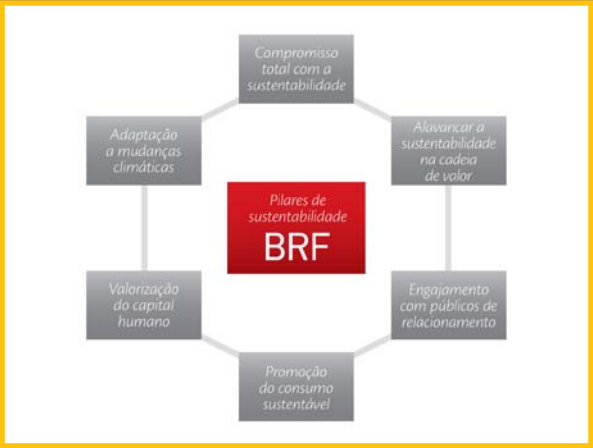 Compromisso
total com a
sustentabilidade
Adaptação
a mudanças
climáticas
Alavancar a
sustentabilidade
na cadeia
de valor
Pilares de
sustentabilidade
BRF
Valorização
do capital
humano
Engajamento
com públicos de
relacionamento
Promoção
do consumo
sustentável